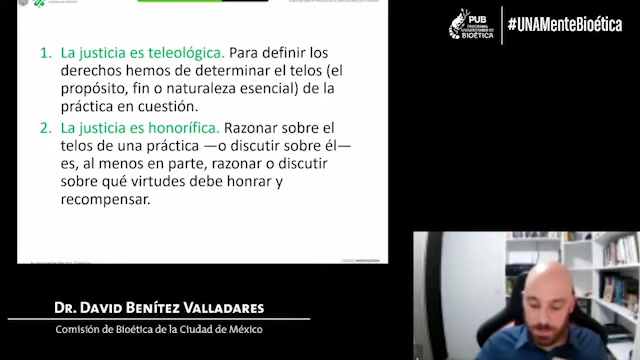 1. La justicia es teleológica. Para definir los
derechos hemos de determinar el telos (el
propósito, fin o naturaleza esencial) de la
práctica en cuestión.
2. La justicia es honorífica. Razonar sobre el
telos de una práctica —o discutir sobre él—
es, al menos en parte, razonar o discutir
sobre qué virtudes debe honrar y
recompensar.
PUB
PROGRAMA
UNIVERSITARIO DE
BIOÉTICA
#UNAMenteBioética
DR. DAVID BENÍTEZ VALLADARES
Comisión de Bioética de la Ciudad de México